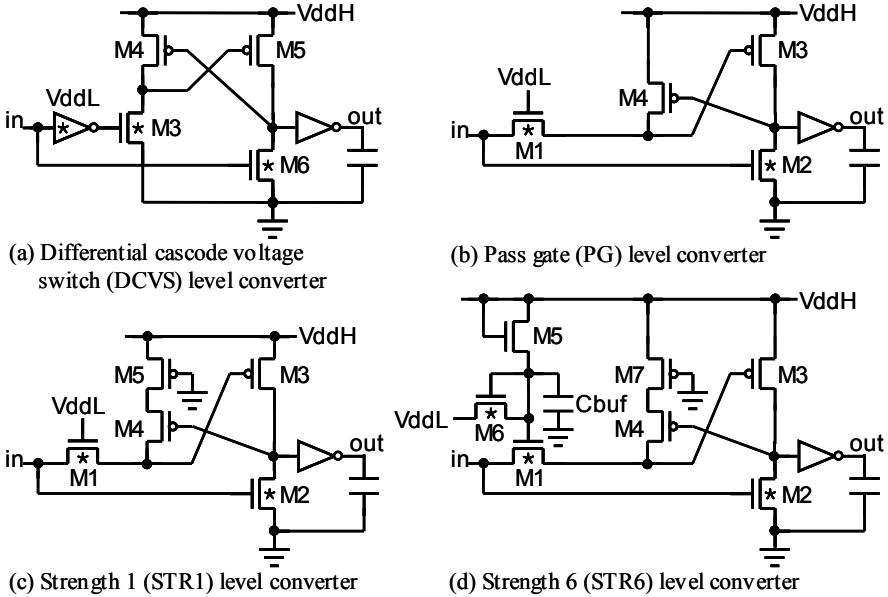 VddH
M4
M5
VddL
in
*
* M3
out
* M6
(a) Differential cascode voltage
switch (DCVS) level converter
VddH
M3
VddL
M4
in
*
M1
out
* M2
(b) Pass gate (PG) level converter
VddH
M5
M3
VddL
M4
in
*
M1
out
* M2
(c) Strength 1 (STR1) level converter
VddH
M5
M7
M3
Cbuf
VddL
*
M6
M4
in
*
M1
out
* M2
(d) Strength 6 (STR6) level converter